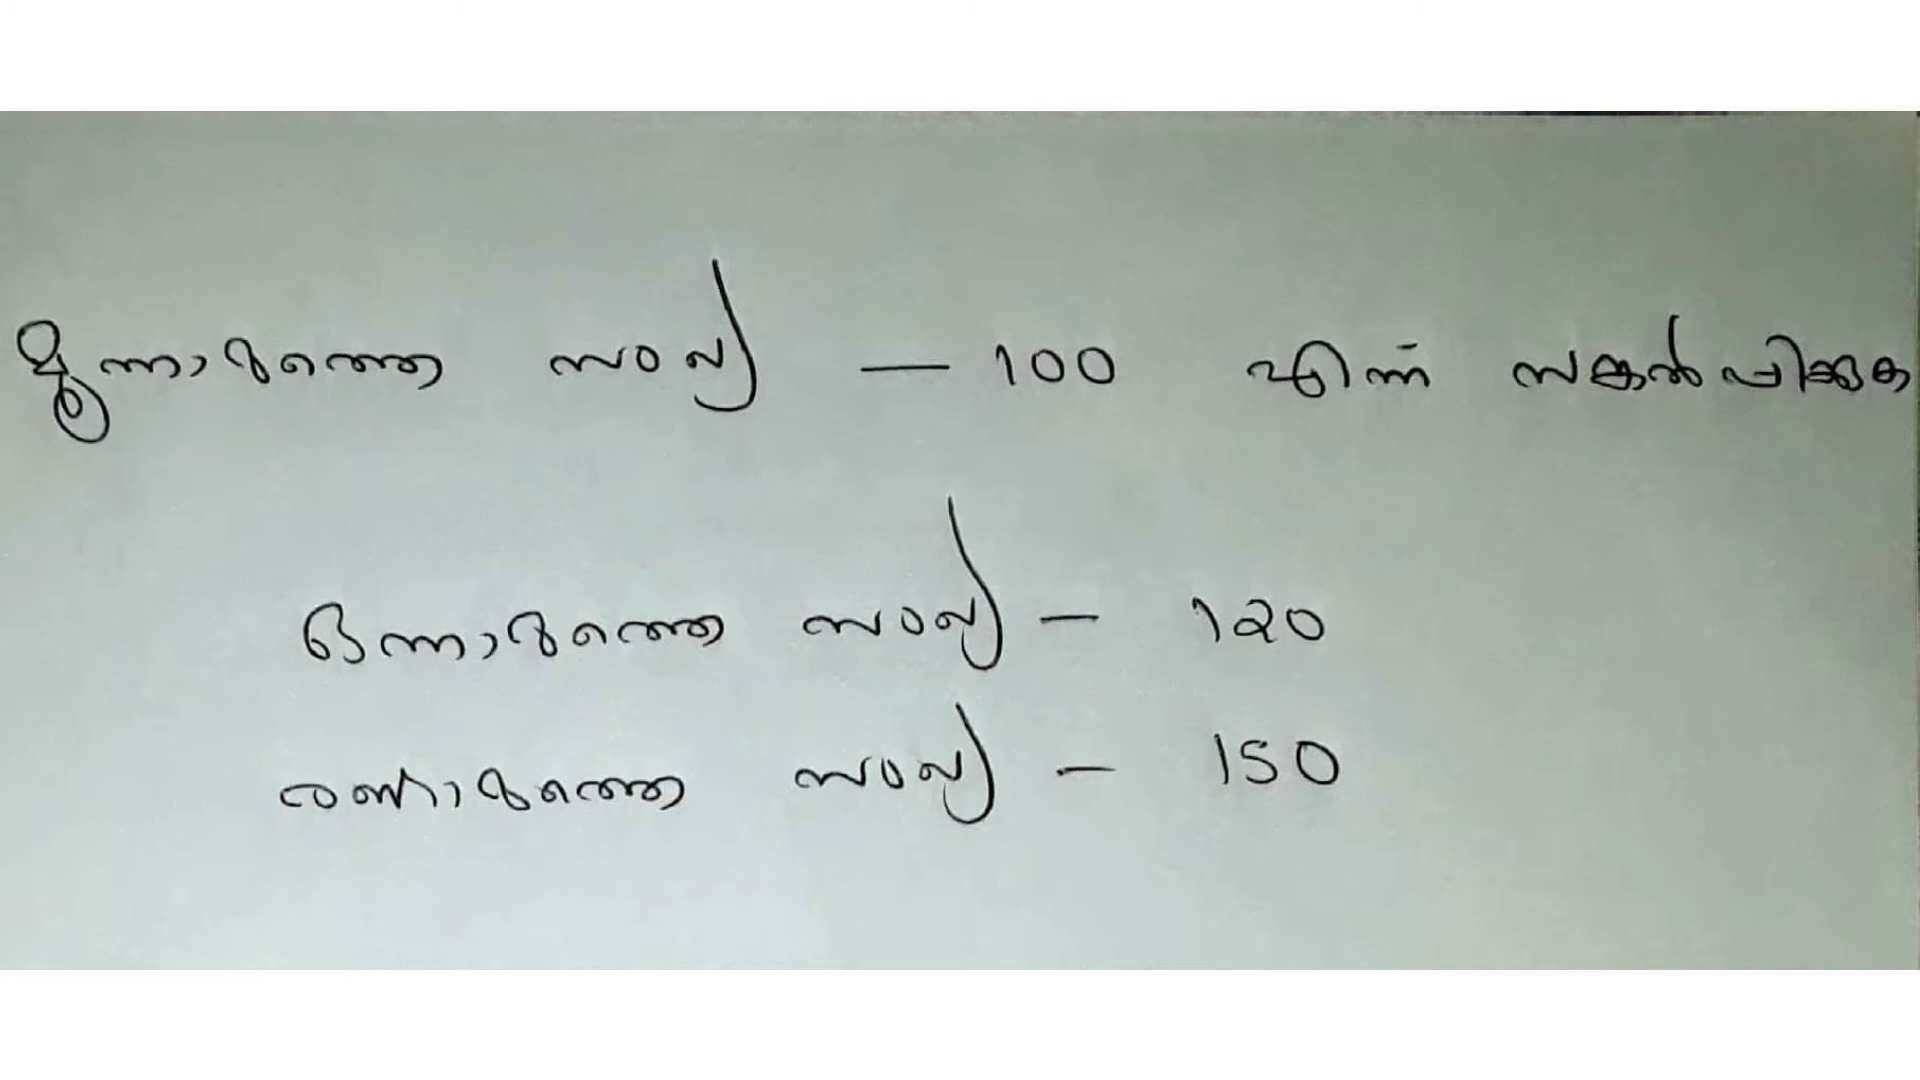 മൂന്നാമത്തെ സംഖ്യ — 100 എന്ന് സങ്കൽപ്പിക്കുക
ഒന്നാമത്തെ സംഖ്യ — 120
രണ്ടാമത്തെ സംഖ്യ — 150